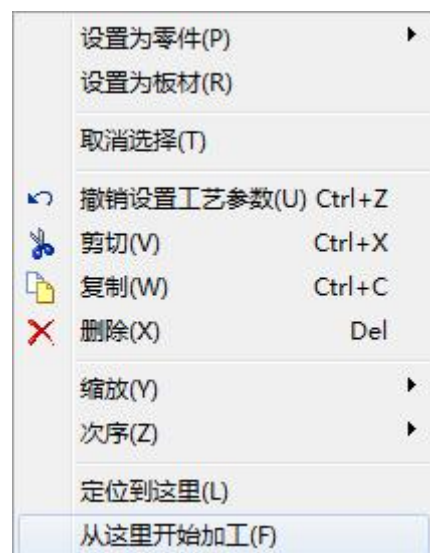 设置为零件(P)
设置为板材(R)
取消选择(T)
撤销设置工艺参数(U) Ctrl+Z
剪切(V) Ctrl+X
复制(W) Ctrl+C
删除(X) Del
缩放(Y)
次序(Z)
定位到这里(L)
从这里开始加工(F)